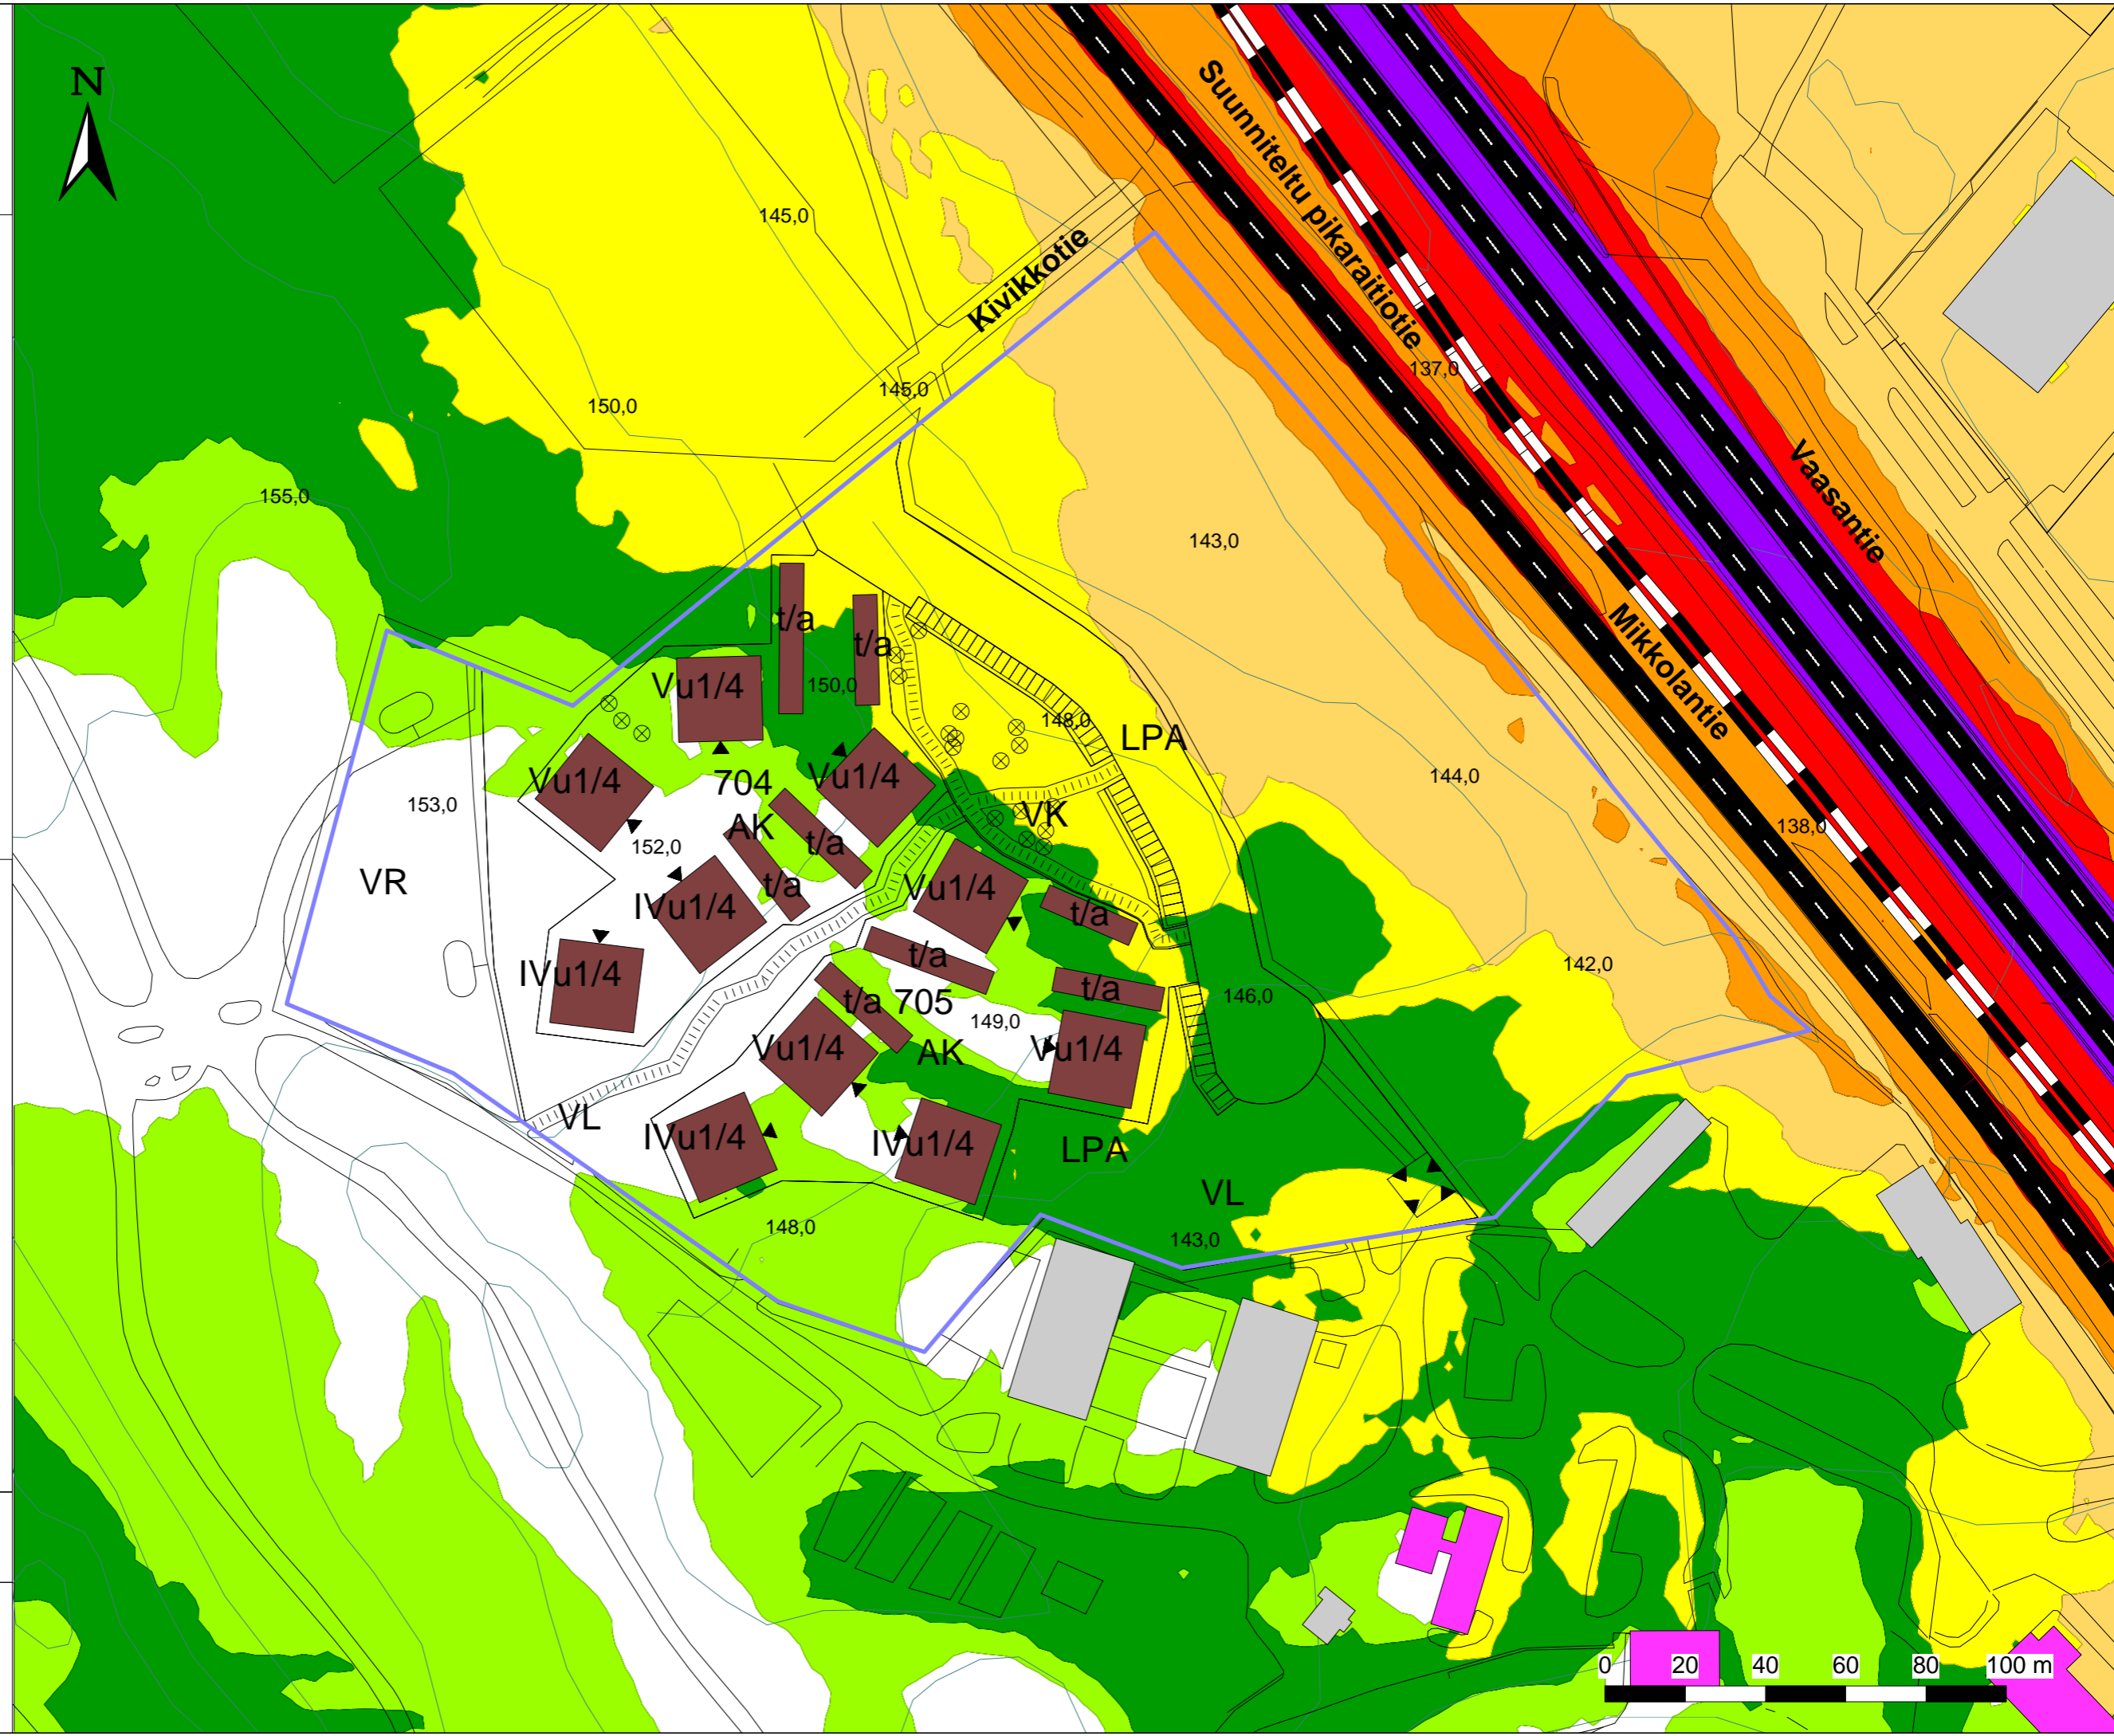 N
145,0
Kivikkotie
Suunniteltu pikaraitiotie
137,0
145,0
150,0
Vaasantie
155,0
143,0
Mikkolantie
t/a
t/a
Vu1/4
150,0
148,0
LPA
Vu1/4
704
Vu1/4
144,0
153,0
AK
VK
138,0
152,0
t/a
VR
t/a
Vu1/4
IVu1/4
t/a
t/a
142,0
IVu1/4
t/a
705
t/a
146,0
149,0
Vu1/4
AK
Vu1/4
VL
IVu1/4
IVu1/4
LPA
VL
148,0
143,0
0 20 40 60 80 100 m